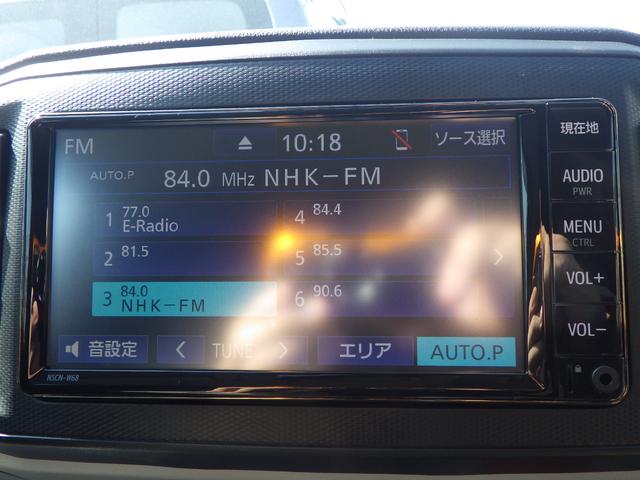 FM
10:18
ソース選択
AUTO.P 84.0 MHz NHK-FM
1 77.0 E-Radio
2 81.5
3 84.0 NHK-FM
4 84.4
5 85.5
6 90.6
音設定
< TUNE >
エリア
AUTO.P
NSCN-W68
現在地
AUDIO
PWR
MENU
CTRL
VOL+
VOL-